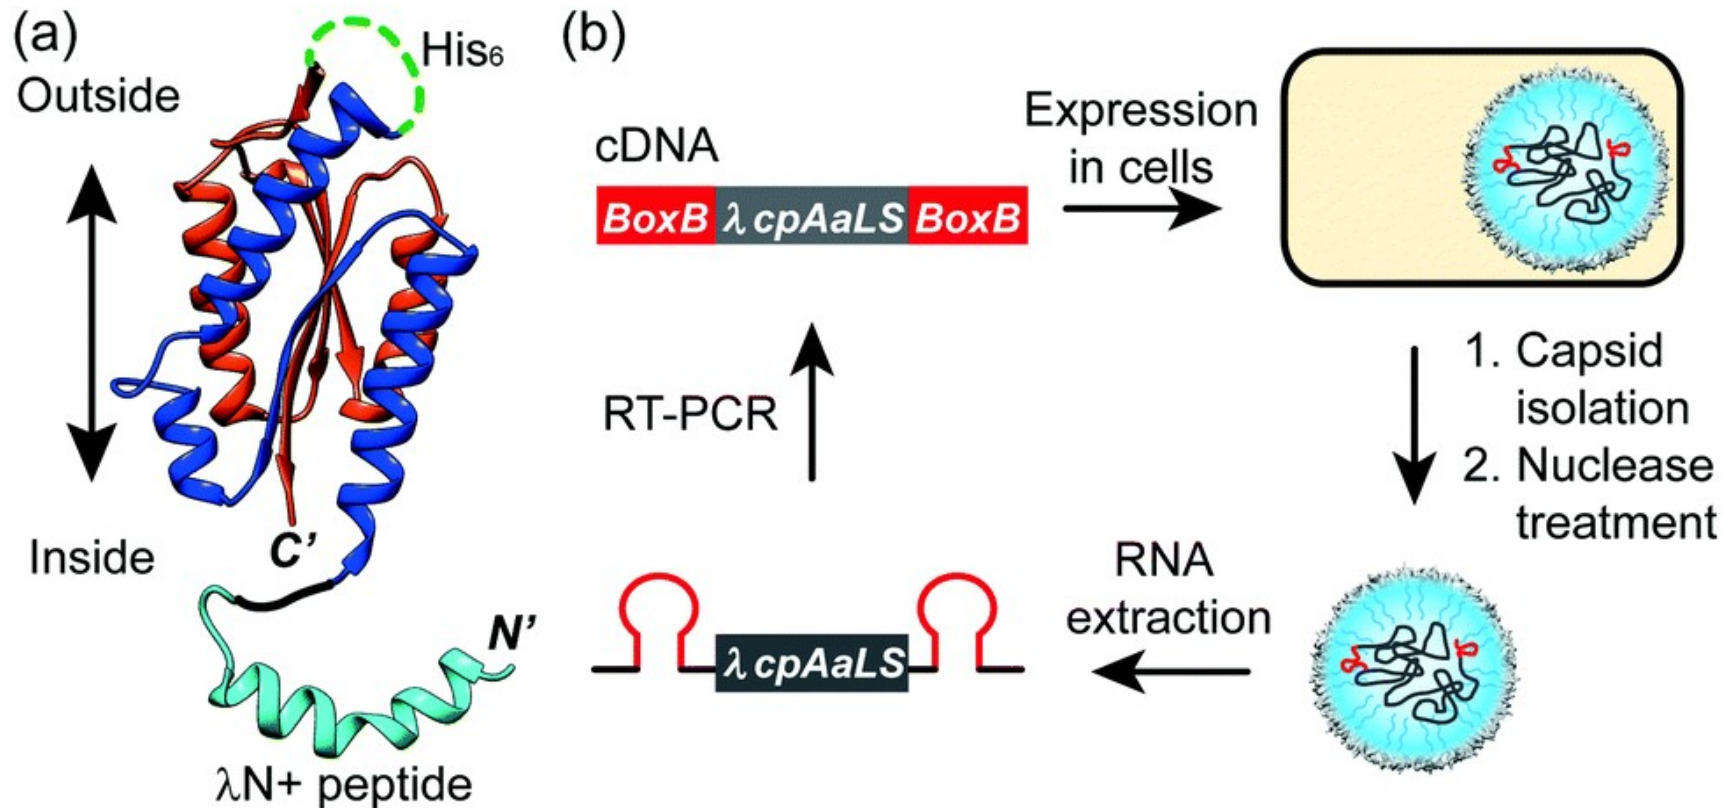 (a)
Outside
His6
Inside
C’
N’
λN+ peptide
(b)
cDNA
BoxB λ cpAaLS BoxB
Expression
in cells
1. Capsid
isolation
2. Nuclease
treatment
RNA
extraction
λ cpAaLS
RT-PCR